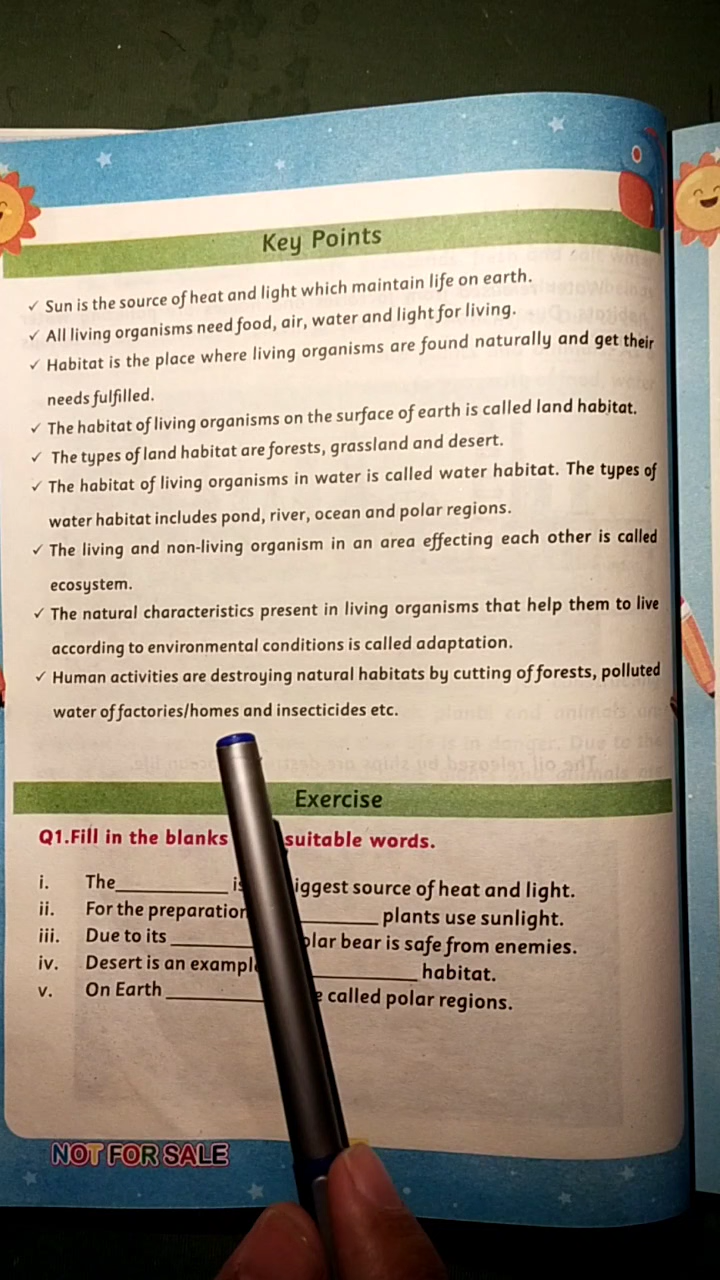 Key Points
✓ Sun is the source of heat and light which maintain life on earth.
✓ All living organisms need food, air, water and light for living.
✓ Habitat is the place where living organisms are found naturally and get their
needs fulfilled.
✓ The habitat of living organisms on the surface of earth is called land habitat.
✓ The types of land habitat are forests, grassland and desert.
✓ The habitat of living organisms in water is called water habitat. The types of
water habitat includes pond, river, ocean and polar regions.
✓ The living and non-living organism in an area effecting each other is called
ecosystem.
✓ The natural characteristics present in living organisms that help them to live
according to environmental conditions is called adaptation.
✓ Human activities are destroying natural habitats by cutting of forests, polluted
water of factories/homes and insecticides etc.
Exercise
Q1.Fill in the blanks suitable words.
i. The__________ iggest source of heat and light.
ii. For the preparation ________ plants use sunlight.
iii. Due to its ________ olar bear is safe from enemies.
iv. Desert is an exampl __________ habitat.
v. On Earth __________ called polar regions.
NOT FOR SALE